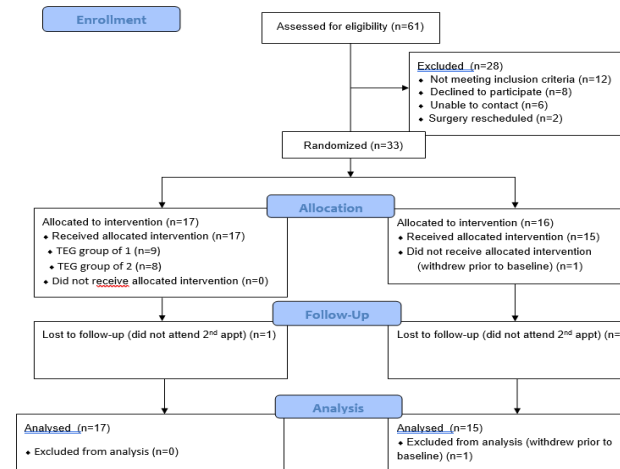 Enrollment
Assessed for eligibility (n=61)
Excluded (n=28)
⬥ Not meeting inclusion criteria (n=12)
⬥ Declined to participate (n=8)
⬥ Unable to contact (n=6)
⬥ Surgery rescheduled (n=2)
Randomized (n=33)
Allocation
Allocated to intervention (n=17)
⬥ Received allocated intervention (n=17)
⬥ TEG group of 1 (n=9)
⬥ TEG group of 2 (n=8)
⬥ Did not receive allocated intervention (n=0)
Allocated to intervention (n=16)
⬥ Received allocated intervention (n=15)
⬥ Did not receive allocated intervention
(withdrew prior to baseline) (n=1)
Follow-Up
Lost to follow-up (did not attend 2nd appt) (n=1)
Lost to follow-up (did not attend 2nd appt) (n=
Analysis
Analysed (n=17)
⬥ Excluded from analysis (n=0)
Analysed (n=15)
⬥ Excluded from analysis (withdrew prior to
baseline) (n=1)